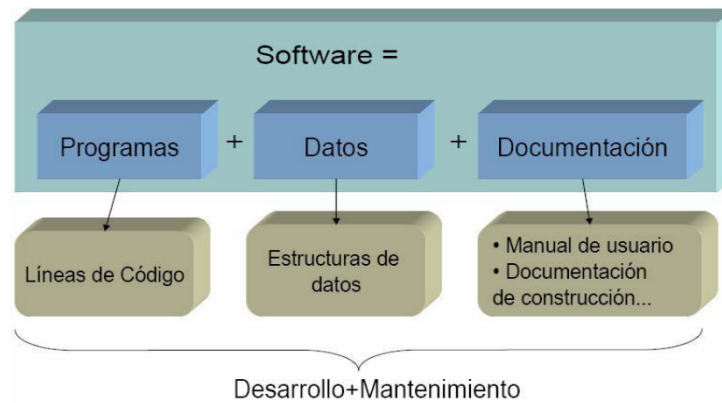 Software =
Programas + Datos + Documentación
Líneas de Código
Estructuras de
datos
• Manual de usuario
• Documentación
de construcción...
Desarrollo+Mantenimiento